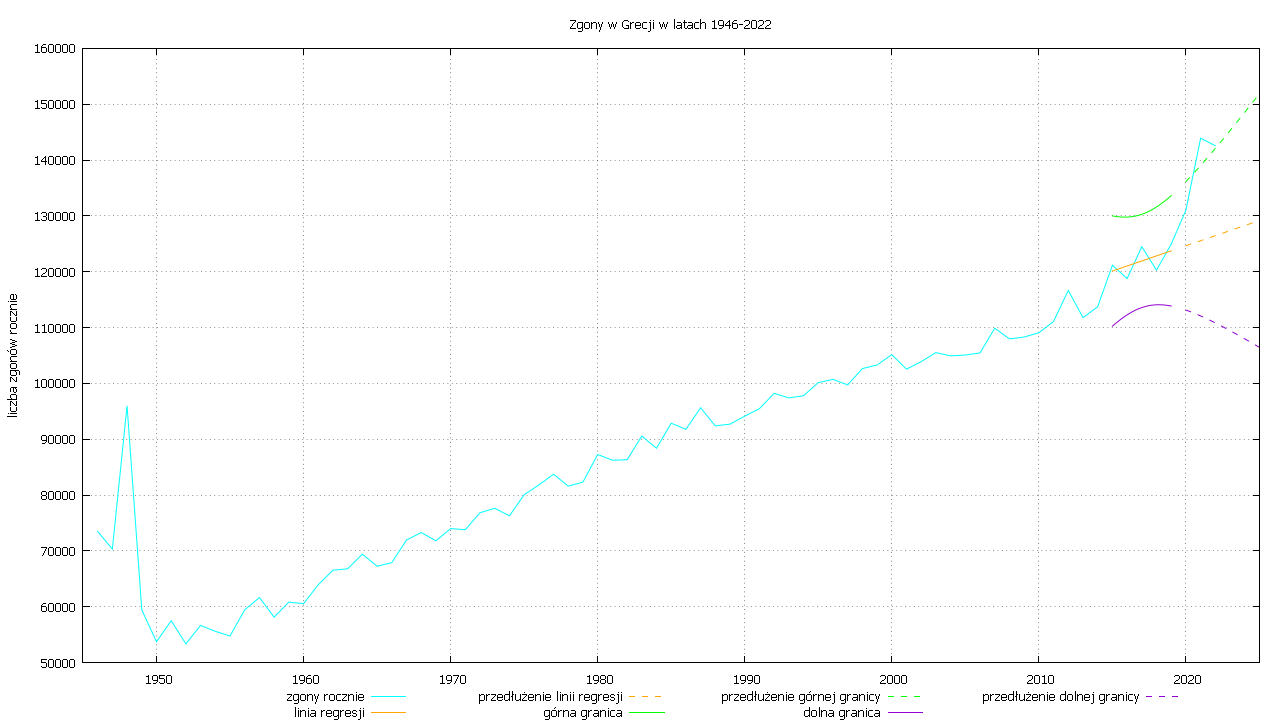 Zgony w Grecji w latach 1946-2022
160000
150000
140000
130000
120000
110000
100000
90000
80000
70000
60000
50000
liczba zgonów rocznie
1950 1960 1970 1980 1990 2000 2010 2020
zgony rocznie przedłużenie linii regresji przedłużenie górnej granicy przedłużenie dolnej granicy
linia regresji górna granica dolna granica